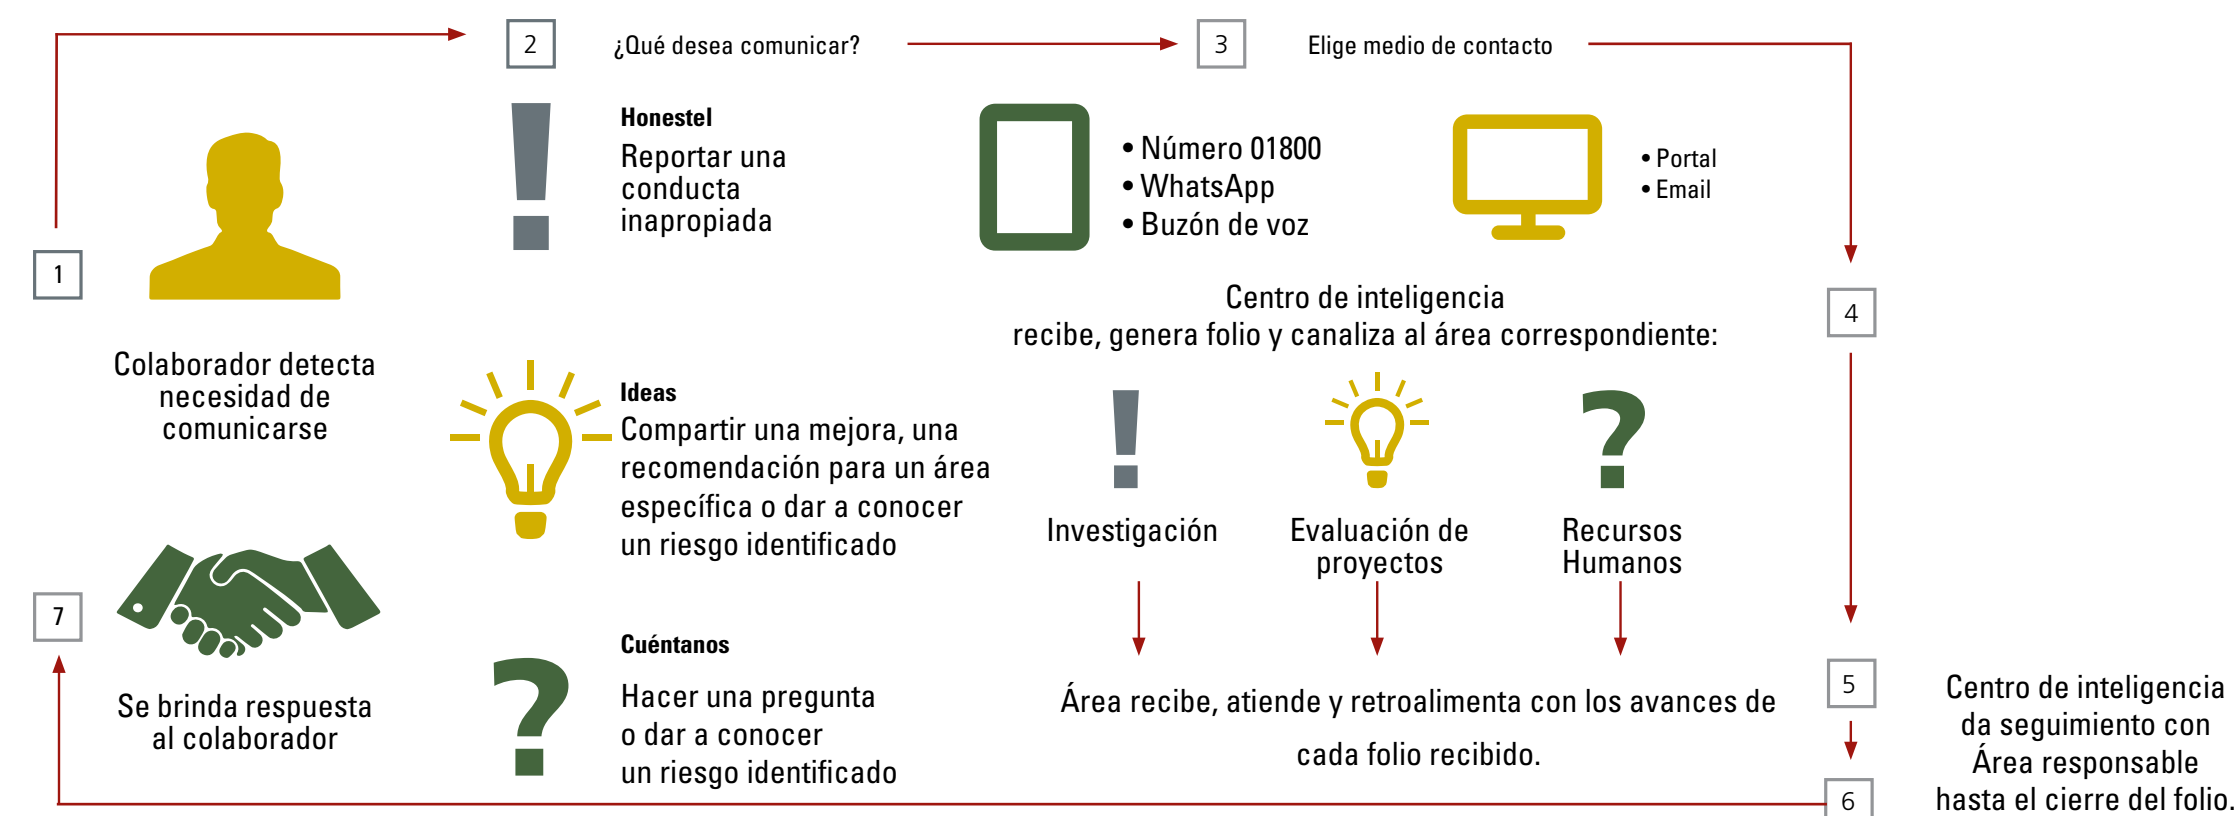 1
Colaborador detecta
necesidad de
comunicarse
2
¿Qué desea comunicar?
Honestel
Reportar una
conducta
inapropiada
Ideas
Compartir una mejora, una
recomendación para un área
específica o dar a conocer
un riesgo identificado
Cuéntanos
Hacer una pregunta
o dar a conocer
un riesgo identificado
3
Elige medio de contacto
• Número 01800
• WhatsApp
• Buzón de voz
• Portal
• Email
4
Centro de inteligencia
recibe, genera folio y canaliza al área correspondiente:
Investigación
Evaluación de
proyectos
Recursos
Humanos
5
Área recibe, atiende y retroalimenta con los avances de
cada folio recibido.
6
Centro de inteligencia
da seguimiento con
Área responsable
hasta el cierre del folio.
7
Se brinda respuesta
al colaborador